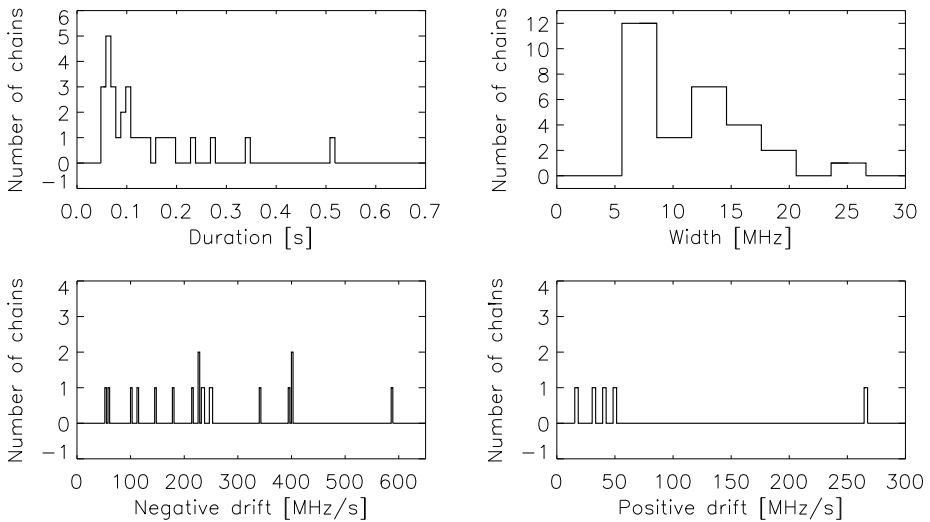 Number of chains
6
5
4
3
2
1
0
−1
0.0 0.1 0.2 0.3 0.4 0.5 0.6 0.7
Duration [s]
Number of chains
12
10
8
6
4
2
0
0 5 10 15 20 25 30
Width [MHz]
Number of chains
4
3
2
1
0
−1
0 100 200 300 400 500 600
Negative drift [MHz/s]
Number of chains
4
3
2
1
0
−1
0 50 100 150 200 250 300
Positive drift [MHz/s]